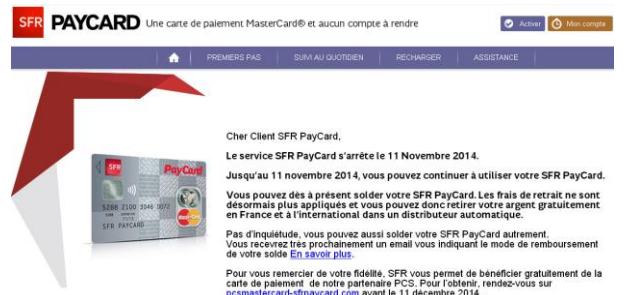 SFR PAYCARD Une carte de paiement MasterCard® et aucun compte à rendre
Activer Mon compte
PREMIERS PAS SUIVI AU QUOTIDIEN RECHARGER ASSISTANCE
Cher Client SFR PayCard,
Le service SFR PayCard s'arrête le 11 Novembre 2014.
Jusqu'au 11 novembre 2014, vous pouvez continuer à utiliser votre SFR PayCard.
Vous pouvez dès à présent solder votre SFR PayCard. Les frais de retrait ne sont
désormais plus appliqués et vous pouvez donc retirer votre argent gratuitement
en France et à l'international dans un distributeur automatique.
SFR PayCard
5288 2100 3046 0072
MasterCard
SFR PAYCARD
Pas d'inquiétude, vous pouvez aussi solder votre SFR PayCard autrement.
Vous recevrez très prochainement un email vous indiquant le mode de remboursement
de votre solde En savoir plus.
Pour vous remercier de votre fidélité, SFR vous permet de bénéficier gratuitement de la
carte de paiement de notre partenaire PCS. Pour l'obtenir, rendez-vous sur
pcsmastercard-sfrpaycard.com avant le 11 décembre 2014